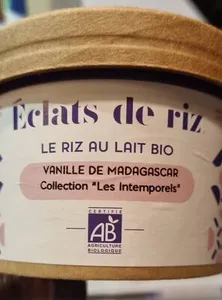 Éclats de riz
LE RIZ AU LAIT BIO
VANILLE DE MADAGASCAR
Collection "Les Intemporels"
CERTIFIÉ
AB
AGRICULTURE
BIOLOGIQUE